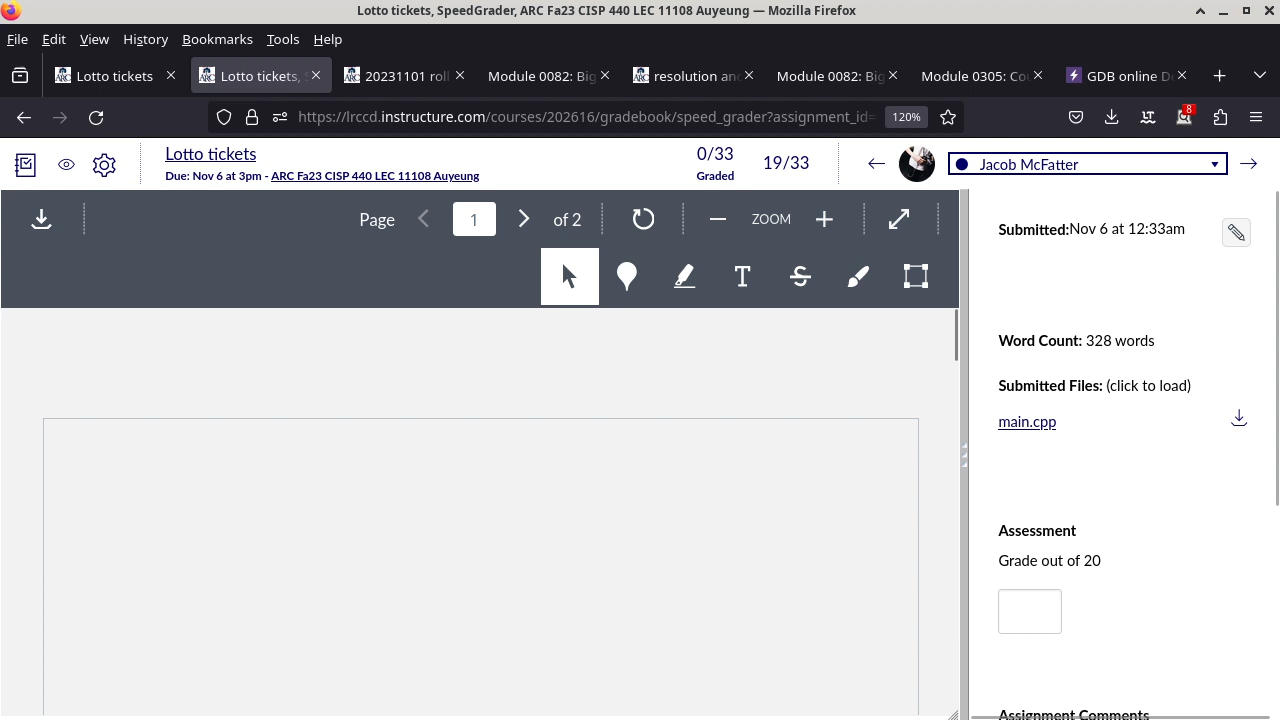 Lotto tickets, SpeedGrader, ARC Fa23 CISP 440 LEC 11108 Auyeung — Mozilla Firefox
File Edit View History Bookmarks Tools Help
Lotto tickets
Lotto tickets,
20231101 roll
Module 0082: Big
resolution and
Module 0082: Big
Module 0305: Cou
GDB online De
https://lrccd.instructure.com/courses/202616/gradebook/speed_grader?assignment_id=
120%
8
Lotto tickets
Due: Nov 6 at 3pm - ARC Fa23 CISP 440 LEC 11108 Auyeung
0/33
Graded
19/33
Jacob McFatter
Page 1 of 2
ZOOM
Submitted:Nov 6 at 12:33am
Word Count: 328 words
Submitted Files: (click to load)
main.cpp
Assessment
Grade out of 20
Assignment Comments